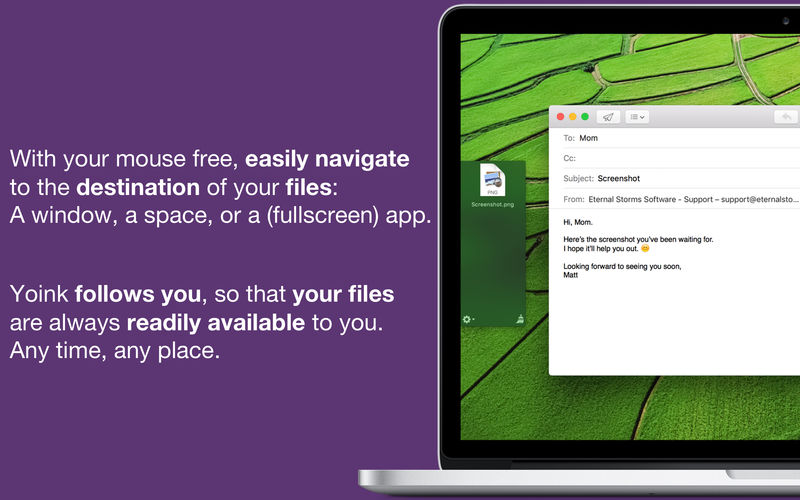 With your mouse free, easily navigate
to the destination of your files:
A window, a space, or a (fullscreen) app.
Yoink follows you, so that your files
are always readily available to you.
Any time, any place.
PNG
Screenshot.png
To: Mom
Cc:
Subject: Screenshot
From: Eternal Storms Software - Support – support@eternalsto...
Hi, Mom.
Here's the screenshot you've been waiting for.
I hope it'll help you out. 😊
Looking forward to seeing you soon,
Matt